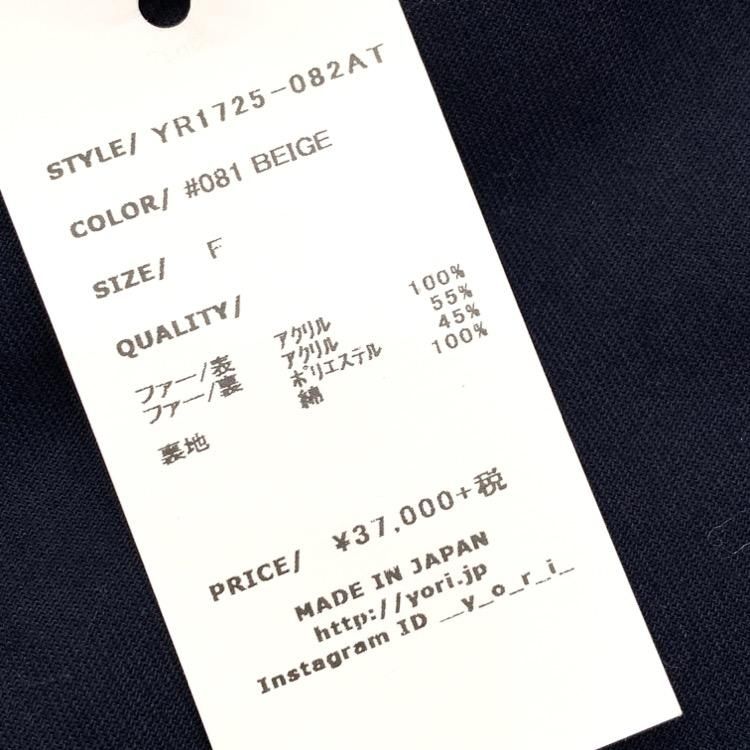 STYLE/ YR1725-082AT
COLOR/ #081 BEIGE
SIZE/ F
QUALITY/
ファー/表 アクリル 100%
ファー/裏 アクリル 55%
ポリエステル 45%
裏地 綿 100%
PRICE/ ¥37,000+税
MADE IN JAPAN
http://yori.jp
Instagram ID __y_o_r_i_